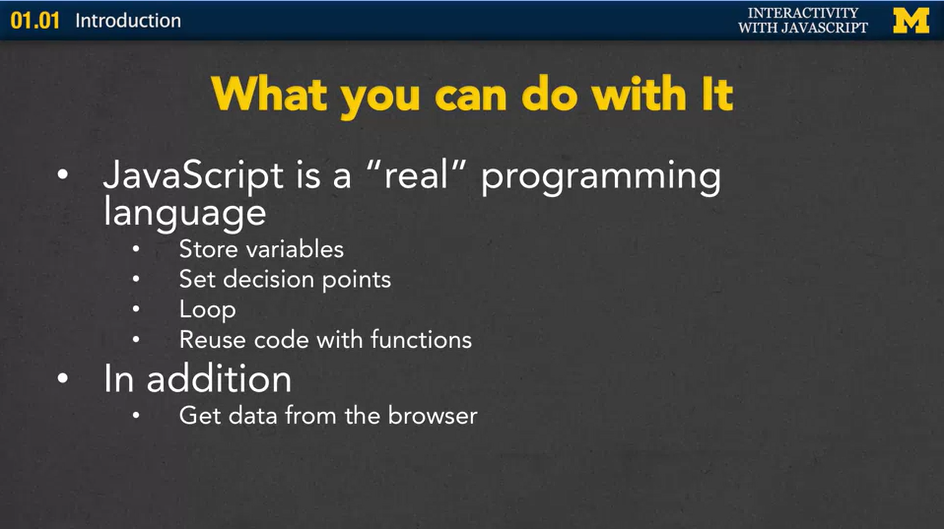 01.01 Introduction
INTERACTIVITY
WITH JAVASCRIPT
M
What you can do with It
• JavaScript is a “real” programming
language
• Store variables
• Set decision points
• Loop
• Reuse code with functions
• In addition
• Get data from the browser